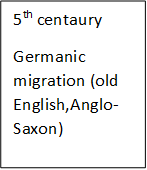 5th centaury
Germanic
migration (old
English,Anglo-
Saxon)